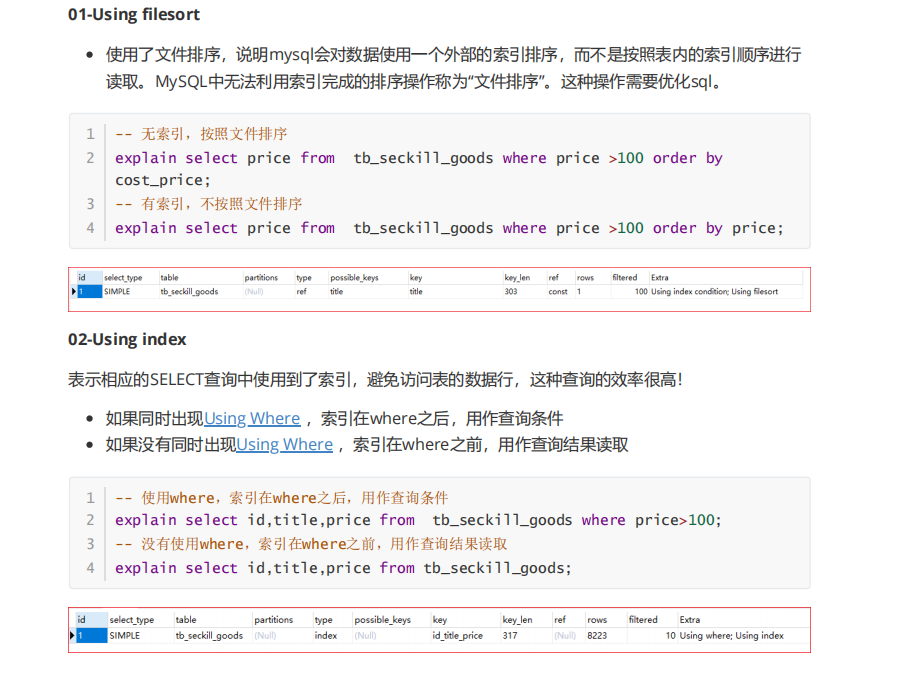 01-Using filesort
• 使用了文件排序，说明mysql会对数据使用一个外部的索引排序，而不是按照表内的索引顺序进行
读取。MySQL中无法利用索引完成的排序操作称为“文件排序”。这种操作需要优化sql。
1 -- 无索引，按照文件排序
2 explain select price from  tb_seckill_goods where price >100 order by
cost_price;
3 -- 有索引，不按照文件排序
4 explain select price from  tb_seckill_goods where price >100 order by price;
id select_type table partitions type possible_keys key key_len ref rows filtered Extra
1 SIMPLE tb_seckill_goods (Null) ref title title 303 const 1 100 Using index condition; Using filesort
02-Using index
表示相应的SELECT查询中使用到了索引，避免访问表的数据行，这种查询的效率很高！
• 如果同时出现Using Where ，索引在where之后，用作查询条件
• 如果没有同时出现Using Where ，索引在where之前，用作查询结果读取
1 -- 使用where，索引在where之后，用作查询条件
2 explain select id,title,price from  tb_seckill_goods where price>100;
3 -- 没有使用where，索引在where之前，用作查询结果读取
4 explain select id,title,price from tb_seckill_goods;
id select_type table partitions type possible_keys key key_len ref rows filtered Extra
1 SIMPLE tb_seckill_goods (Null) index (Null) id_title_price 317 (Null) 8223 10 Using where; Using index